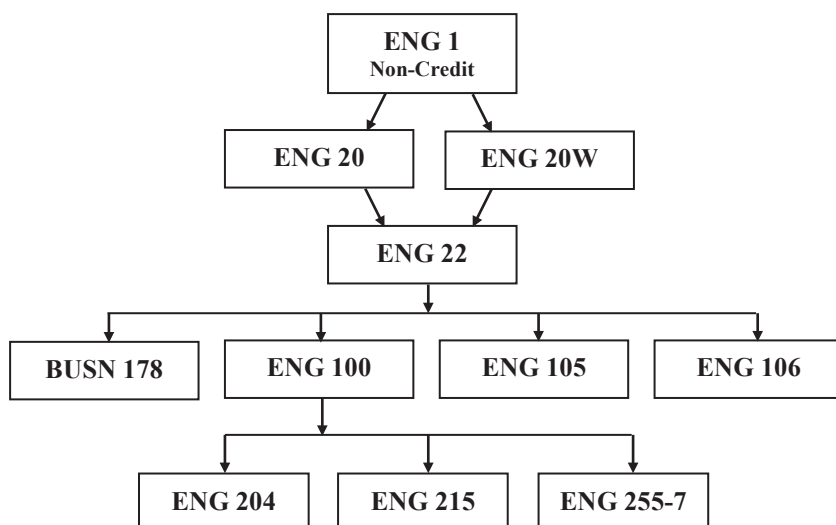 ENG 1
Non-Credit
ENG 20
ENG 20W
ENG 22
BUSN 178
ENG 100
ENG 105
ENG 106
ENG 204
ENG 215
ENG 255-7